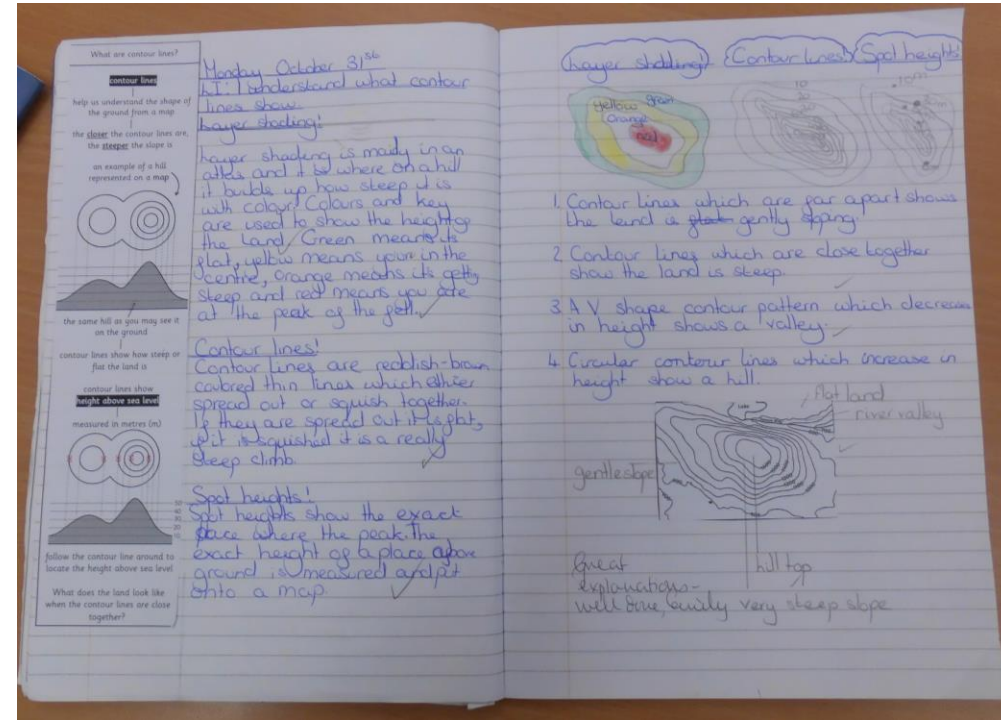 What are contour lines?
contour lines
help us understand the shape of
the ground from a map
the closer the contour lines are,
the steeper the slope is
an example of a hill
represented on a map
the same hill as you may see it
on the ground
contour lines show how steep or
flat the land is
contour lines show
height above sea level
measured in metres (m)
follow the contour line around to
locate the height above sea level
What does the land look like
when the contour lines are close
together?
Monday October 31st
LI: I understand what contour
lines show.
Layer shading!
Layer shading is mainly in an
atlas and it be where on a hill
it builds up how steep it is
with colour. Colours and key
are used to show the height of
the Land. Green means its
flat, yellow means your in the
centre, orange means its getting
steep and red means you are
at the peak of the
Contour lines!
Contour Lines are reddish-brown
coloured thin lines which
spread out or squish together.
If they are spread out it is flat,
if it is squished it is a really
steep climb.
Spot heights!
Spot heights show the exact
place where the peak. The
exact height of a place above
ground is measured and put
onto a map.
Layer shading! Contour Lines! Spot heights!
yellow green
Orange
red
10
20
30
10m
1. Contour Lines which are far apart shows
the land is gently sloping.
2. Contour Lines which are close together
show the land is steep.
3. A V shape contour pattern which decreases
in height shows a valley.
4. Circular contour lines which increase in
height show a hill.
flat land
river valley
gentle slope
hill top
very steep slope
Great
explanations-
well done,